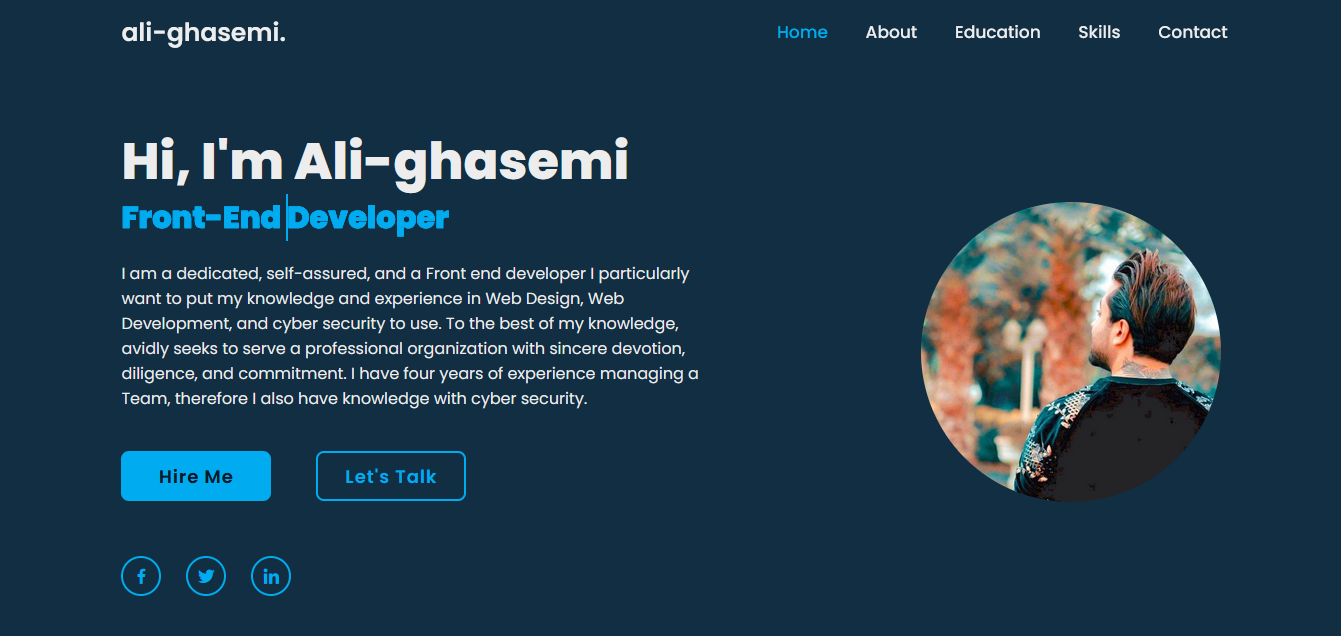 ali-ghasemi.
Home About Education Skills Contact
Hi, I'm Ali-ghasemi
Front-End Developer
I am a dedicated, self-assured, and a Front end developer I particularly
want to put my knowledge and experience in Web Design, Web
Development, and cyber security to use. To the best of my knowledge,
avidly seeks to serve a professional organization with sincere devotion,
diligence, and commitment. I have four years of experience managing a
Team, therefore I also have knowledge with cyber security.
Hire Me
Let's Talk